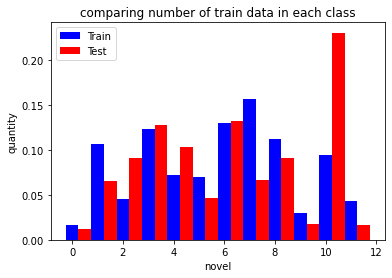 comparing number of train data in each class
Train
Test
quantity
0.20
0.15
0.10
0.05
0.00
0 2 4 6 8 10 12
novel